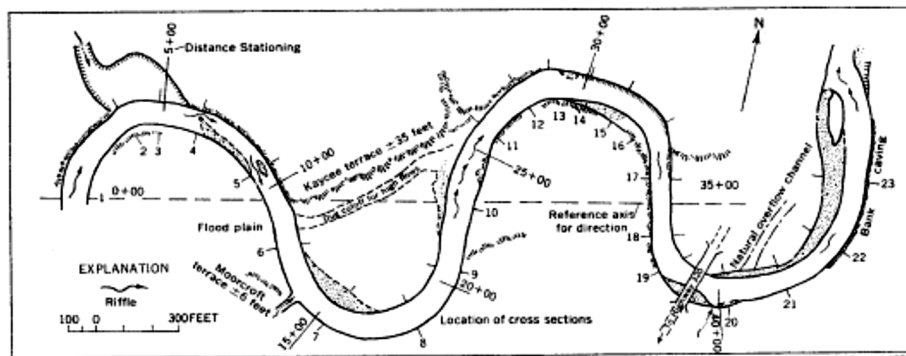 5+00
Distance Stationing
30+00
N
Kaycee terrace ±35 feet
10+00
2
3
4
5
11
12
13
14
15
16
17
25+00
35+00
Natural overflow channel
Bank caving
23
1
0+00
Flood plain
6
10
Reference axis
for direction
18
19
22
EXPLANATION
Riffle
Moorcroft
terrace ±6 feet
9
20+00
100 0 300FEET
15+00
7
8
Location of cross sections
20
21